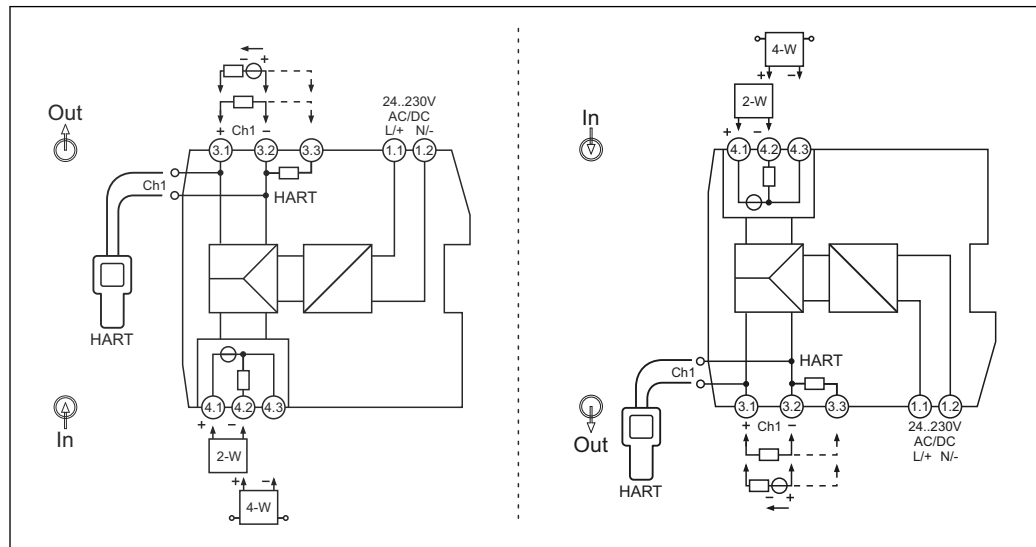 − +
Out
24..230V
AC/DC
+ Ch1 − L/+ N/-
3.1 3.2 3.3 1.1 1.2
Ch1
HART
HART
4.1 4.2 4.3
In
+ −
2-W
+ −
4-W
4-W
+ −
2-W
In
+ −
4.1 4.2 4.3
HART
Ch1
3.1 3.2 3.3 1.1 1.2
+ Ch1 − 24..230V
AC/DC
L/+ N/-
Out
HART
− +